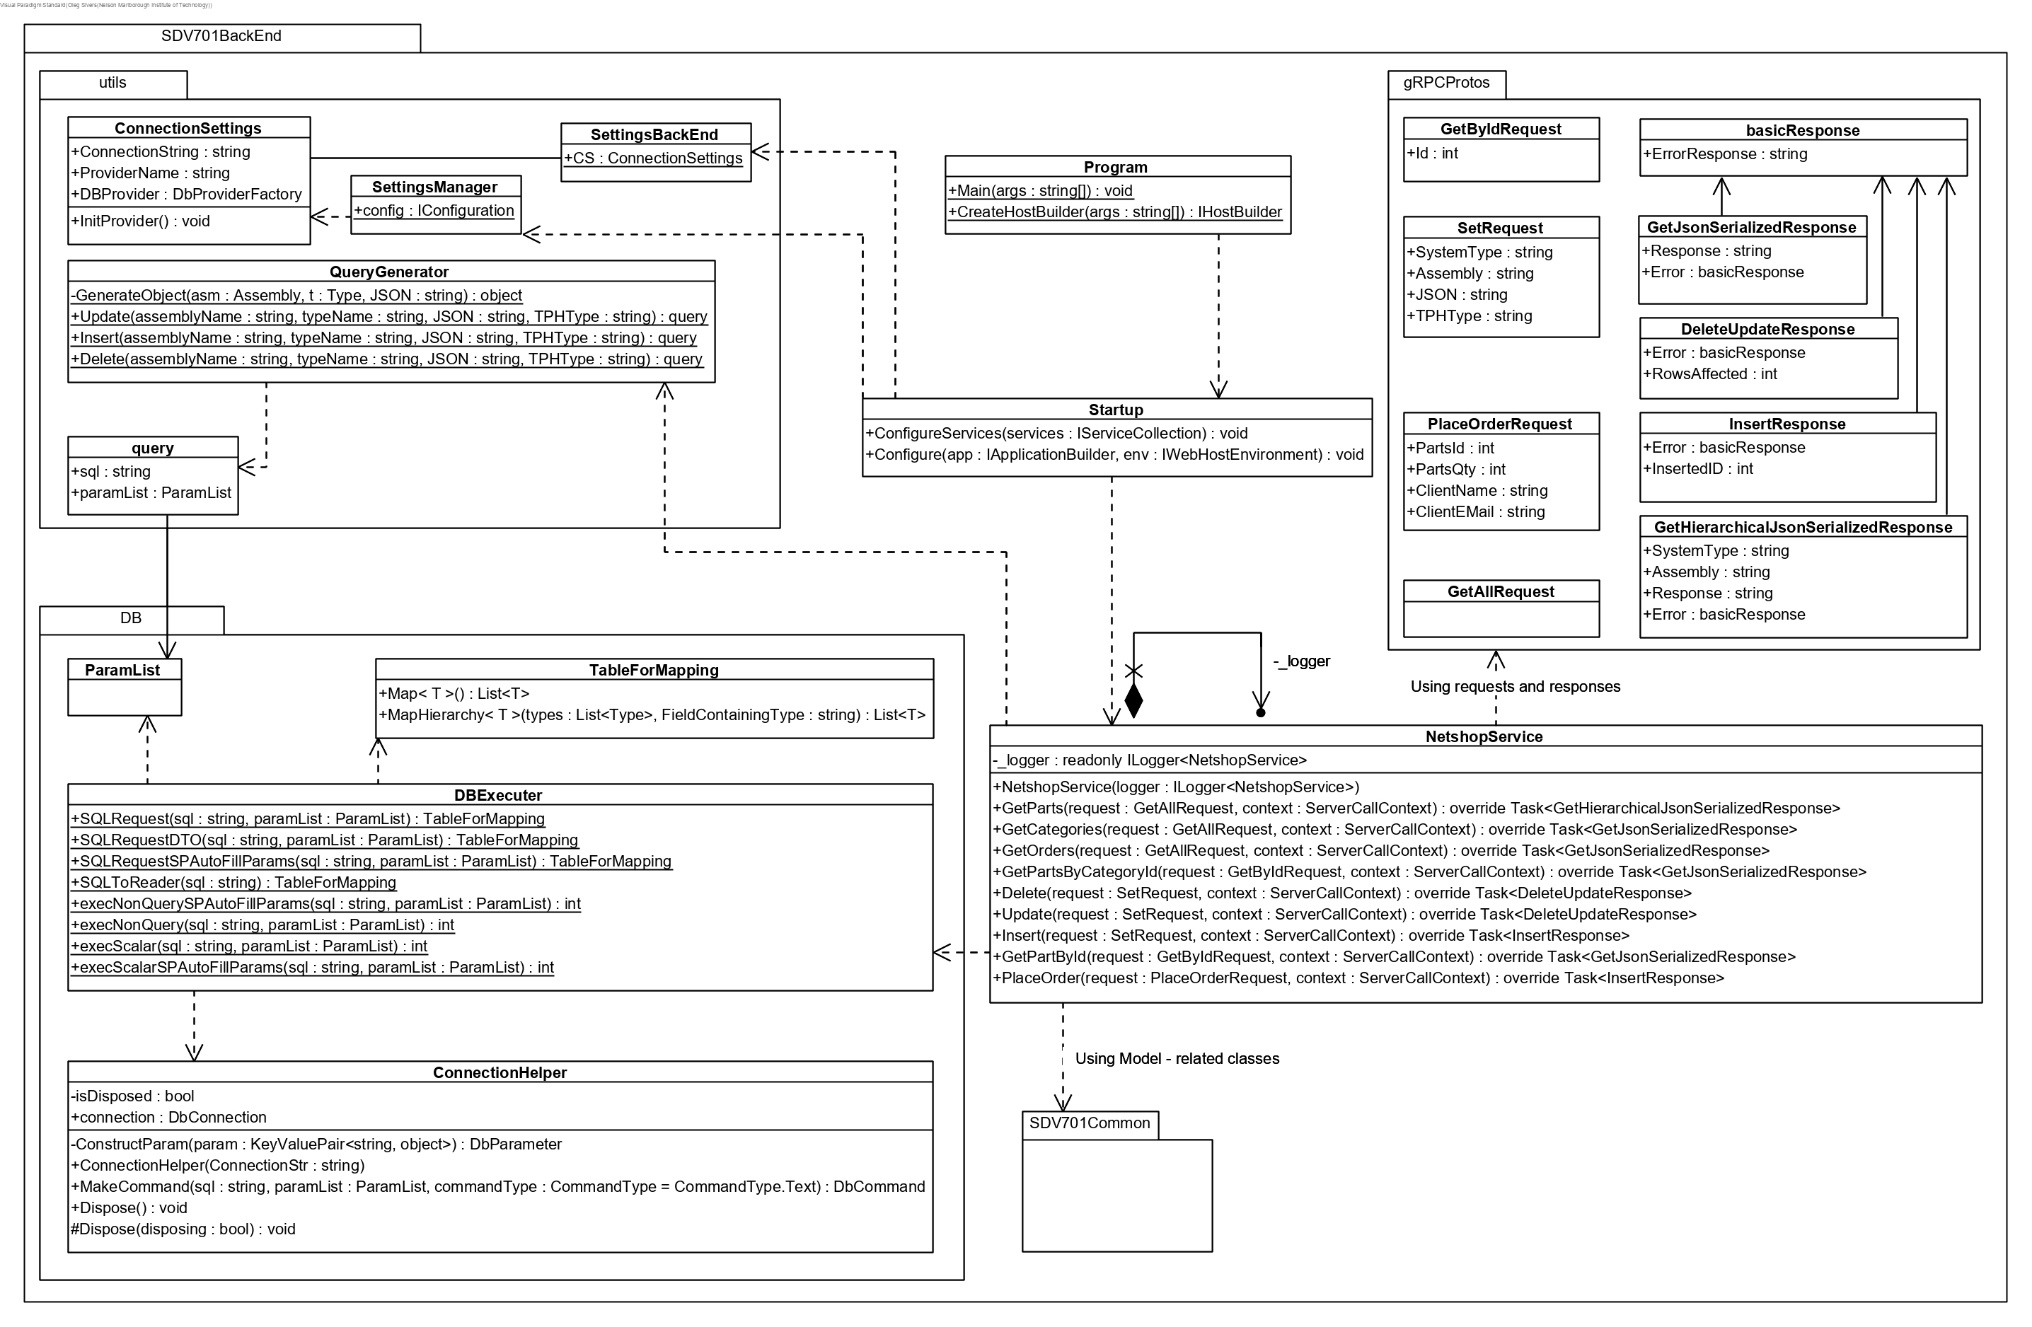 Visual Paradigm Standard(Oleg Sivers(Nelson Marlborough Institute of Technology))
SDV701BackEnd
utils
ConnectionSettings
+ConnectionString : string
+ProviderName : string
+DBProvider : DbProviderFactory
+InitProvider() : void
SettingsBackEnd
+CS : ConnectionSettings
SettingsManager
+config : IConfiguration
QueryGenerator
-GenerateObject(asm : Assembly, t : Type, JSON : string) : object
+Update(assemblyName : string, typeName : string, JSON : string, TPHType : string) : query
+Insert(assemblyName : string, typeName : string, JSON : string, TPHType : string) : query
+Delete(assemblyName : string, typeName : string, JSON : string, TPHType : string) : query
query
+sql : string
+paramList : ParamList
Program
+Main(args : string[]) : void
+CreateHostBuilder(args : string[]) : IHostBuilder
Startup
+ConfigureServices(services : IServiceCollection) : void
+Configure(app : IApplicationBuilder, env : IWebHostEnvironment) : void
gRPCProtos
GetByIdRequest
+Id : int
SetRequest
+SystemType : string
+Assembly : string
+JSON : string
+TPHType : string
PlaceOrderRequest
+PartsId : int
+PartsQty : int
+ClientName : string
+ClientEMail : string
GetAllRequest
basicResponse
+ErrorResponse : string
GetJsonSerializedResponse
+Response : string
+Error : basicResponse
DeleteUpdateResponse
+Error : basicResponse
+RowsAffected : int
InsertResponse
+Error : basicResponse
+InsertedID : int
GetHierarchicalJsonSerializedResponse
+SystemType : string
+Assembly : string
+Response : string
+Error : basicResponse
DB
ParamList
TableForMapping
+Map< T >() : List<T>
+MapHierarchy< T >(types : List<Type>, FieldContainingType : string) : List<T>
DBExecuter
+SQLRequest(sql : string, paramList : ParamList) : TableForMapping
+SQLRequestDTO(sql : string, paramList : ParamList) : TableForMapping
+SQLRequestSPAutoFillParams(sql : string, paramList : ParamList) : TableForMapping
+SQLToReader(sql : string) : TableForMapping
+execNonQuerySPAutoFillParams(sql : string, paramList : ParamList) : int
+execNonQuery(sql : string, paramList : ParamList) : int
+execScalar(sql : string, paramList : ParamList) : int
+execScalarSPAutoFillParams(sql : string, paramList : ParamList) : int
ConnectionHelper
-isDisposed : bool
+connection : DbConnection
-ConstructParam(param : KeyValuePair<string, object>) : DbParameter
+ConnectionHelper(ConnectionStr : string)
+MakeCommand(sql : string, paramList : ParamList, commandType : CommandType = CommandType.Text) : DbCommand
+Dispose() : void
#Dispose(disposing : bool) : void
-_logger
Using requests and responses
NetshopService
-_logger : readonly ILogger<NetshopService>
+NetshopService(logger : ILogger<NetshopService>)
+GetParts(request : GetAllRequest, context : ServerCallContext) : override Task<GetHierarchicalJsonSerializedResponse>
+GetCategories(request : GetAllRequest, context : ServerCallContext) : override Task<GetJsonSerializedResponse>
+GetOrders(request : GetAllRequest, context : ServerCallContext) : override Task<GetJsonSerializedResponse>
+GetPartsByCategoryId(request : GetByIdRequest, context : ServerCallContext) : override Task<GetJsonSerializedResponse>
+Delete(request : SetRequest, context : ServerCallContext) : override Task<DeleteUpdateResponse>
+Update(request : SetRequest, context : ServerCallContext) : override Task<DeleteUpdateResponse>
+Insert(request : SetRequest, context : ServerCallContext) : override Task<InsertResponse>
+GetPartById(request : GetByIdRequest, context : ServerCallContext) : override Task<GetJsonSerializedResponse>
+PlaceOrder(request : PlaceOrderRequest, context : ServerCallContext) : override Task<InsertResponse>
Using Model - related classes
SDV701Common